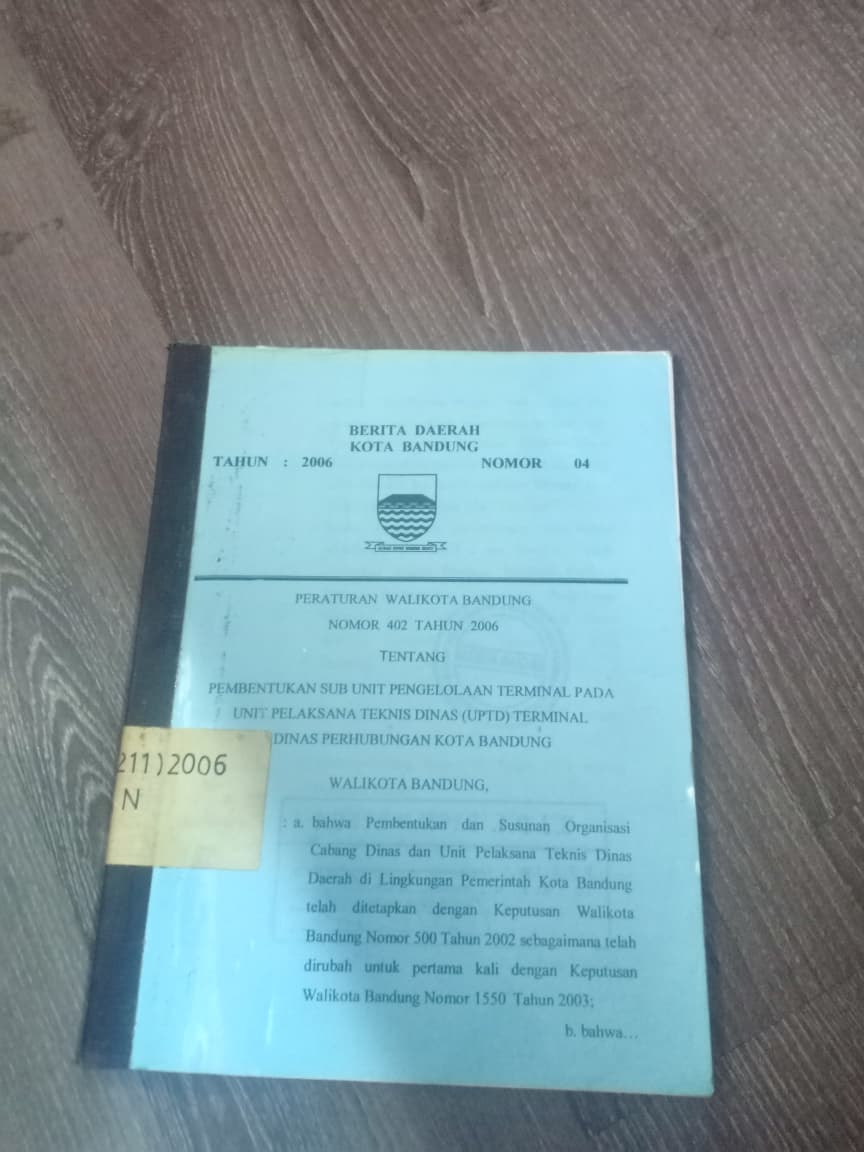 BERITA DAERAH
KOTA BANDUNG
TAHUN : 2006 NOMOR 04
PERATURAN WALIKOTA BANDUNG
NOMOR 402 TAHUN 2006
TENTANG
PEMBENTUKAN SUB UNIT PENGELOLAAN TERMINAL PADA
UNIT PELAKSANA TEKNIS DINAS (UPTD) TERMINAL
DINAS PERHUBUNGAN KOTA BANDUNG
211)2006
N
WALIKOTA BANDUNG,
: a. bahwa Pembentukan dan Susunan Organisasi
Cabang Dinas dan Unit Pelaksana Teknis Dinas
Daerah di Lingkungan Pemerintah Kota Bandung
telah ditetapkan dengan Keputusan Walikota
Bandung Nomor 500 Tahun 2002 sebagaimana telah
dirubah untuk pertama kali dengan Keputusan
Walikota Bandung Nomor 1550 Tahun 2003;
b. bahwa...